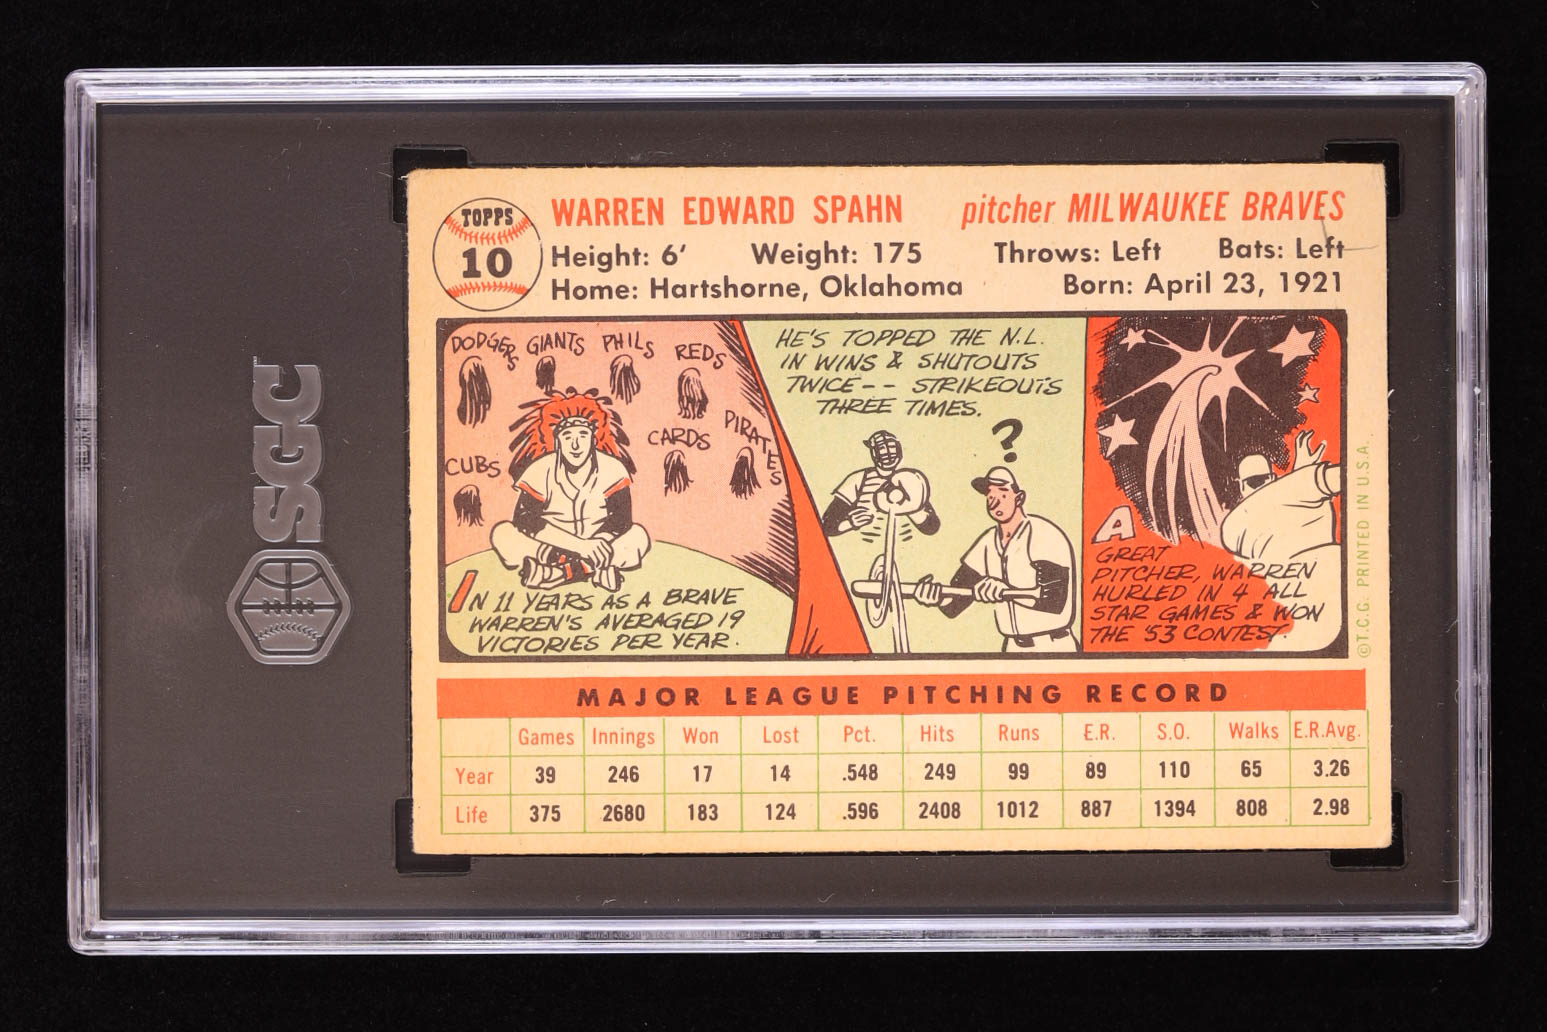 SGC
TOPPS
10
WARREN EDWARD SPAHN pitcher MILWAUKEE BRAVES
Height: 6' Weight: 175 Throws: Left Bats: Left
Home: Hartshorne, Oklahoma Born: April 23, 1921
DODGERS GIANTS PHILS REDS
CUBS CARDS PIRATES
IN 11 YEARS AS A BRAVE
WARREN'S AVERAGED 19
VICTORIES PER YEAR.
HE'S TOPPED THE N.L.
IN WINS & SHUTOUTS
TWICE-- STRIKEOUTS
THREE TIMES.
?
A
GREAT
PITCHER, WARREN
HURLED IN 4 ALL
STAR GAMES & WON
THE '53 CONTEST.
©T.C.G. PRINTED IN U.S.A.
MAJOR LEAGUE PITCHING RECORD
Games Innings Won Lost Pct. Hits Runs E.R. S.O. Walks E.R.Avg.
Year 39 246 17 14 .548 249 99 89 110 65 3.26
Life 375 2680 183 124 .596 2408 1012 887 1394 808 2.98